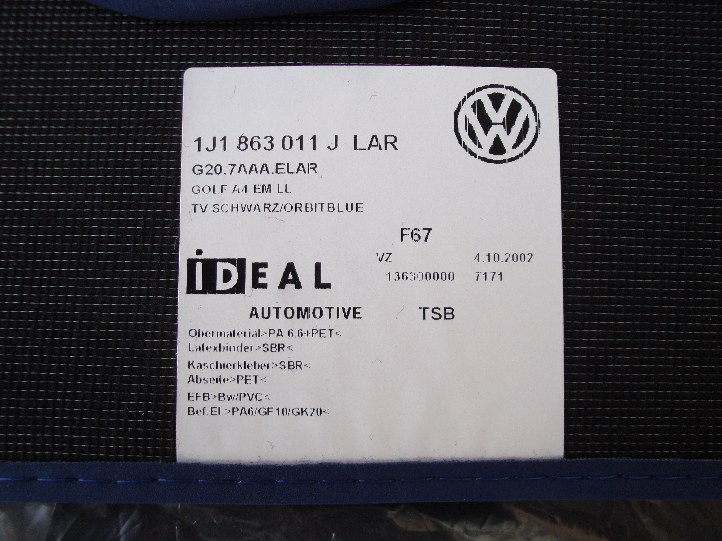 1J1 863 011 J LAR
G20.7AAA.ELAR
GOLF A4 EM LL
TV SCHWARZ/ORBITBLUE
F67
VZ 4.10.2002
136300000 7171
iDEAL
AUTOMOTIVE TSB
Obermaterial>PA 6.6+PET<
Latexbinder>SBR<
Kaschierkleber>SBR<
Abseite>PET<
EFB>Bw/PVC<
Bef.El.>PA6/GF10/GK20<